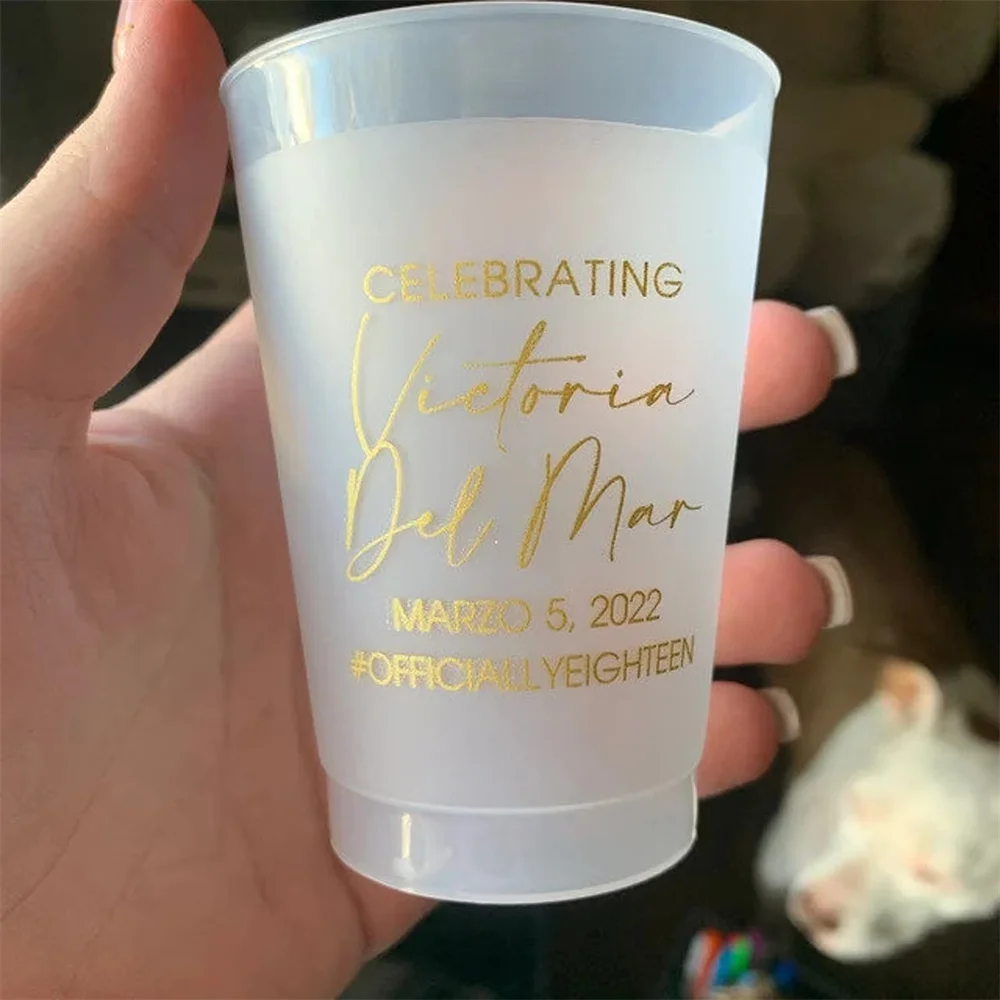 CELEBRATING
Victoria
Del Mar
MARZO 5, 2022
#OFFICIALLYEIGHTEEN